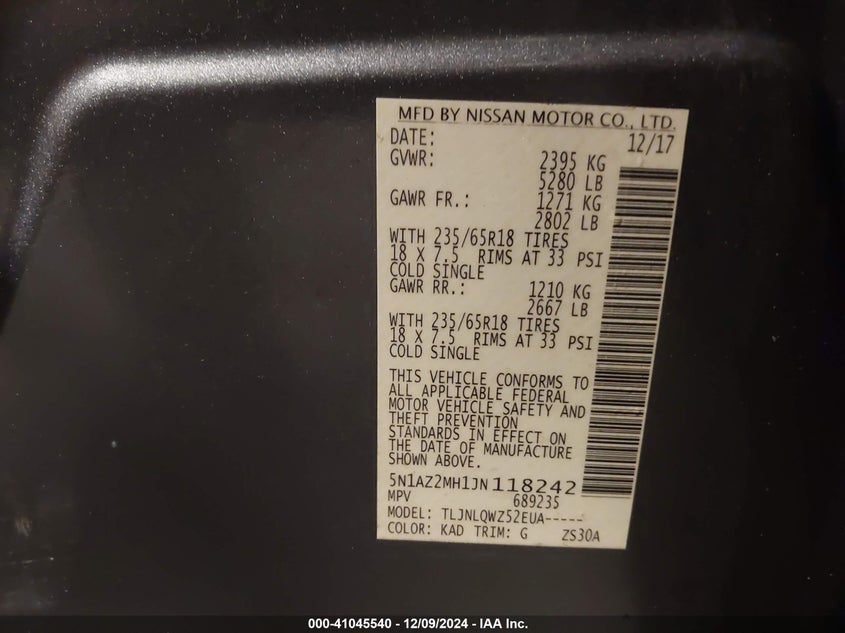 MFD BY NISSAN MOTOR CO., LTD.
DATE: 12/17
GVWR: 2395 KG
5280 LB
GAWR FR.: 1271 KG
2802 LB
WITH 235/65R18 TIRES
18 X 7.5 RIMS AT 33 PSI
COLD SINGLE
GAWR RR.: 1210 KG
2667 LB
WITH 235/65R18 TIRES
18 X 7.5 RIMS AT 33 PSI
COLD SINGLE
THIS VEHICLE CONFORMS TO
ALL APPLICABLE FEDERAL
MOTOR VEHICLE SAFETY AND
THEFT PREVENTION
STANDARDS IN EFFECT ON
THE DATE OF MANUFACTURE
SHOWN ABOVE.
5N1AZ2MH1JN118242
MPV 689235
MODEL: TLJNLQWZ52EUA-----
COLOR: KAD TRIM: G ZS30A
000-41045540 - 12/09/2024 - IAA Inc.